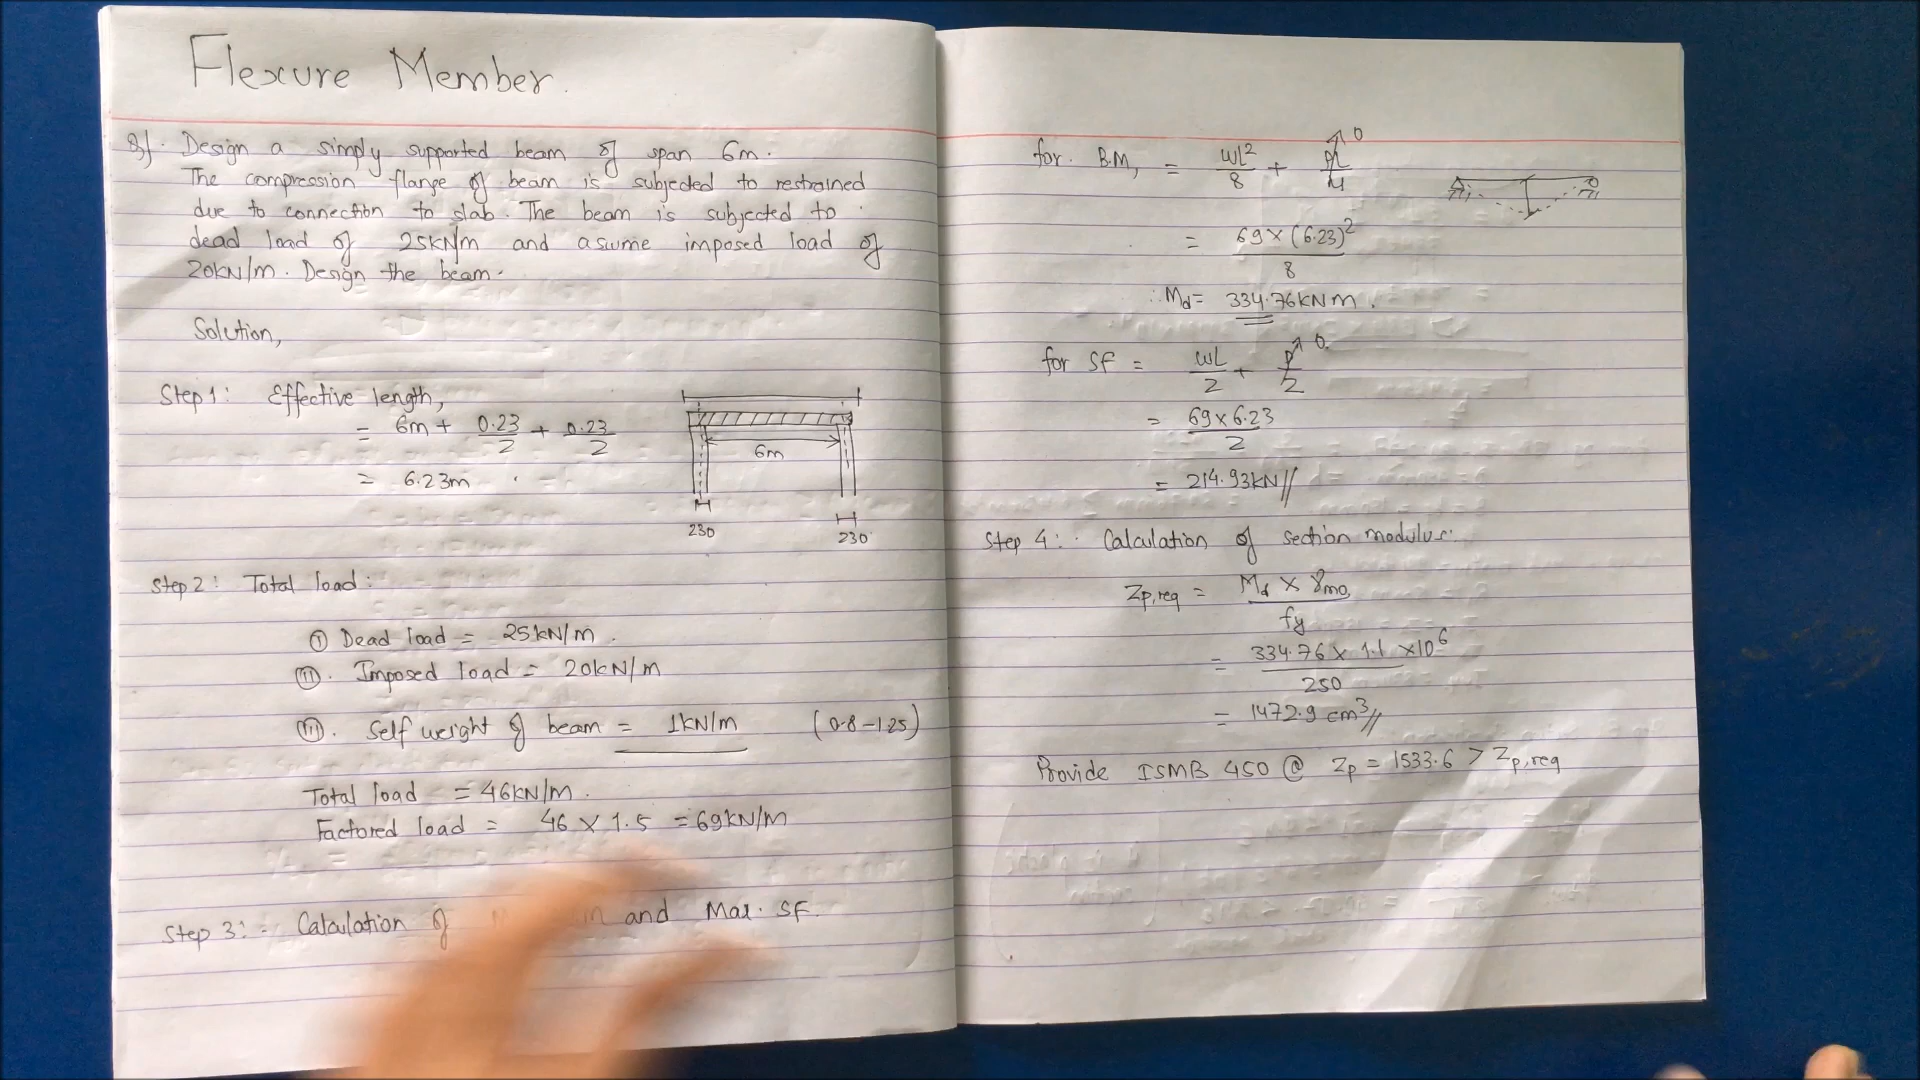 Flexure Member.
Q). Design a simply supported beam of span 6m.
The compression flange of beam is subjected to restrained
due to connection to slab. The beam is subjected to
dead load of 25kN/m and assume imposed load of
20kN/m. Design the beam.
Solution,
Step 1: Effective length,
= 6m + 0.23/2 + 0.23/2
= 6.23m
6m
230
230
Step 2: Total load:
(i) Dead load = 25kN/m.
(ii). Imposed load = 20kN/m
(iii). Self weight of beam = 1kN/m (0.8-1.25)
Total load = 46kN/m.
Factored load = 46 x 1.5 = 69kN/m
Step 3: Calculation of and Max. SF.
for B.M, = wL²/8 + PL/4 0
= 69 x (6.23)²/8
∴ Md = 334.76kNm.
for SF = wL/2 + P/2 0
= 69 x 6.23/2
= 214.93kN//
Step 4: Calculation of section modulus:
Zp,req = Md x γm0/fy
= 334.76 x 1.1 x 10⁶/250
= 1472.9 cm³//
Provide ISMB 450 @ Zp = 1533.6 > Zp,req